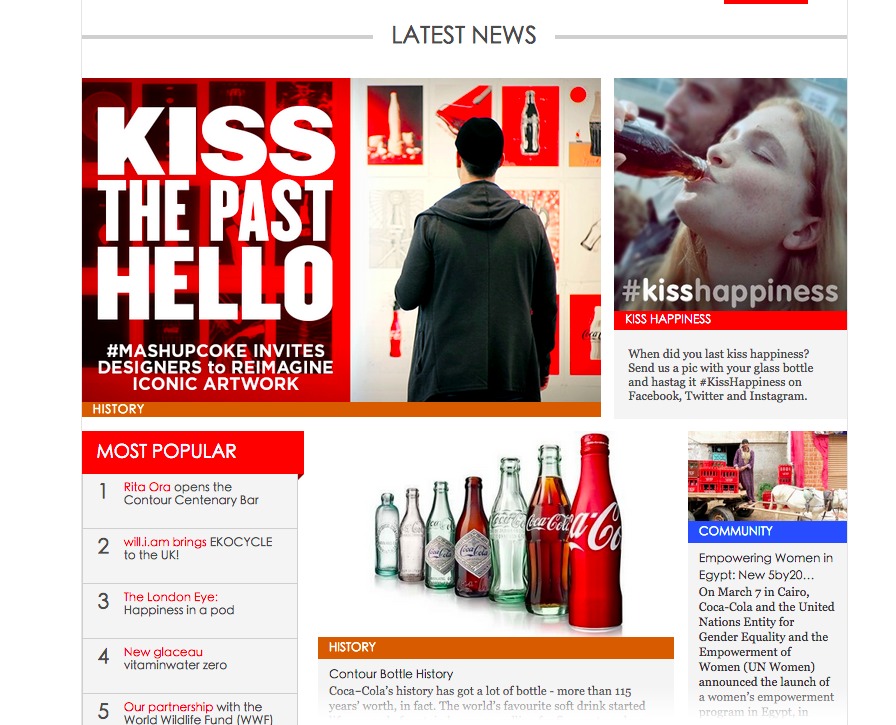 LATEST NEWS
KISS
THE PAST
HELLO
#MASHUPCOKE INVITES
DESIGNERS to REIMAGINE
ICONIC ARTWORK
HISTORY
#kisshappiness
KISS HAPPINESS
When did you last kiss happiness?
Send us a pic with your glass bottle
and hastag it #KissHappiness on
Facebook, Twitter and Instagram.
MOST POPULAR
1 Rita Ora opens the
Contour Centenary Bar
2 will.i.am brings EKOCYCLE
to the UK!
3 The London Eye:
Happiness in a pod
4 New glaceau
vitaminwater zero
5 Our partnership with the
World Wildlife Fund (WWF)
Coca-Cola
HISTORY
Contour Bottle History
Coca-Cola's history has got a lot of bottle - more than 115
years' worth, in fact. The world's favourite soft drink started
COMMUNITY
Empowering Women in
Egypt: New 5by20...
On March 7 in Cairo,
Coca-Cola and the United
Nations Entity for
Gender Equality and the
Empowerment of
Women (UN Women)
announced the launch of
a women's empowerment
program in Egypt, in